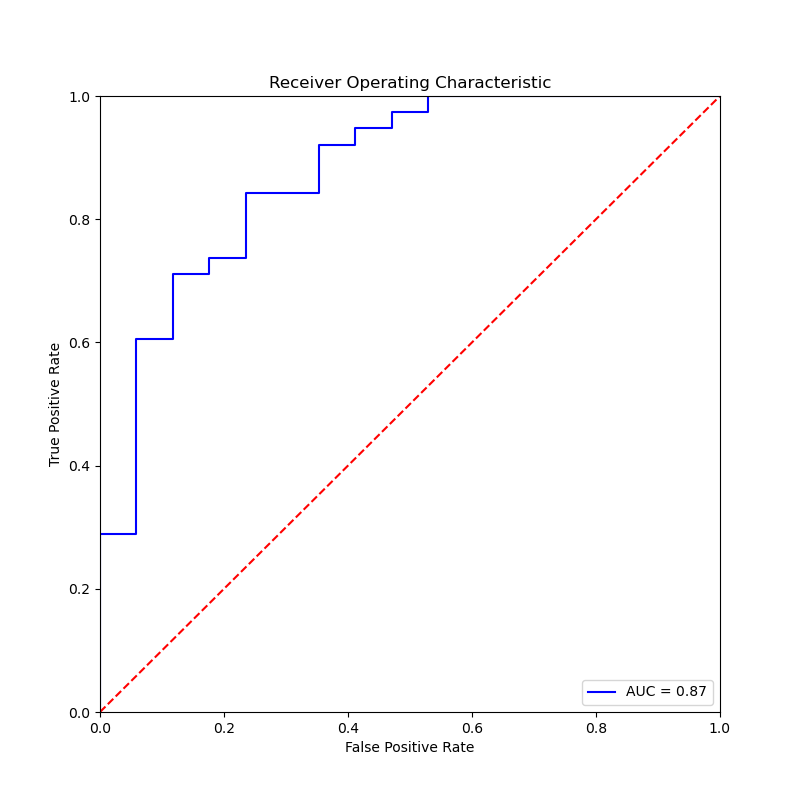 Receiver Operating Characteristic
1.0
0.8
0.6
0.4
0.2
0.0
True Positive Rate
0.0 0.2 0.4 0.6 0.8 1.0
False Positive Rate
AUC = 0.87